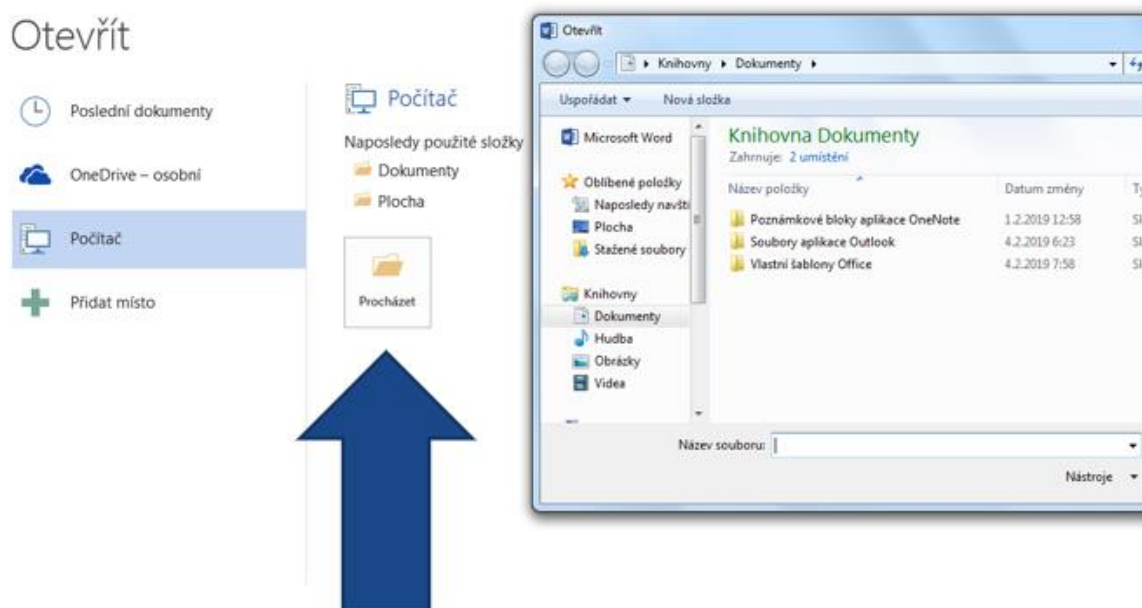 Otevřít
Poslední dokumenty
OneDrive – osobní
Počítač
Přidat místo
Počítač
Naposledy použité složky
Dokumenty
Plocha
Procházet
Otevřít
Knihovny ▸ Dokumenty ▸
Uspořádat Nová složka
Microsoft Word
Oblíbené položky
Naposledy navšti
Plocha
Stažené soubory
Knihovny
Dokumenty
Hudba
Obrázky
Videa
Knihovna Dokumenty
Zahrnuje: 2 umístění
Název položky Datum změny
Poznámkové bloky aplikace OneNote 1.2.2019 12:58
Soubory aplikace Outlook 4.2.2019 6:23
Vlastní šablony Office 4.2.2019 7:58
Název souboru:
Nástroje